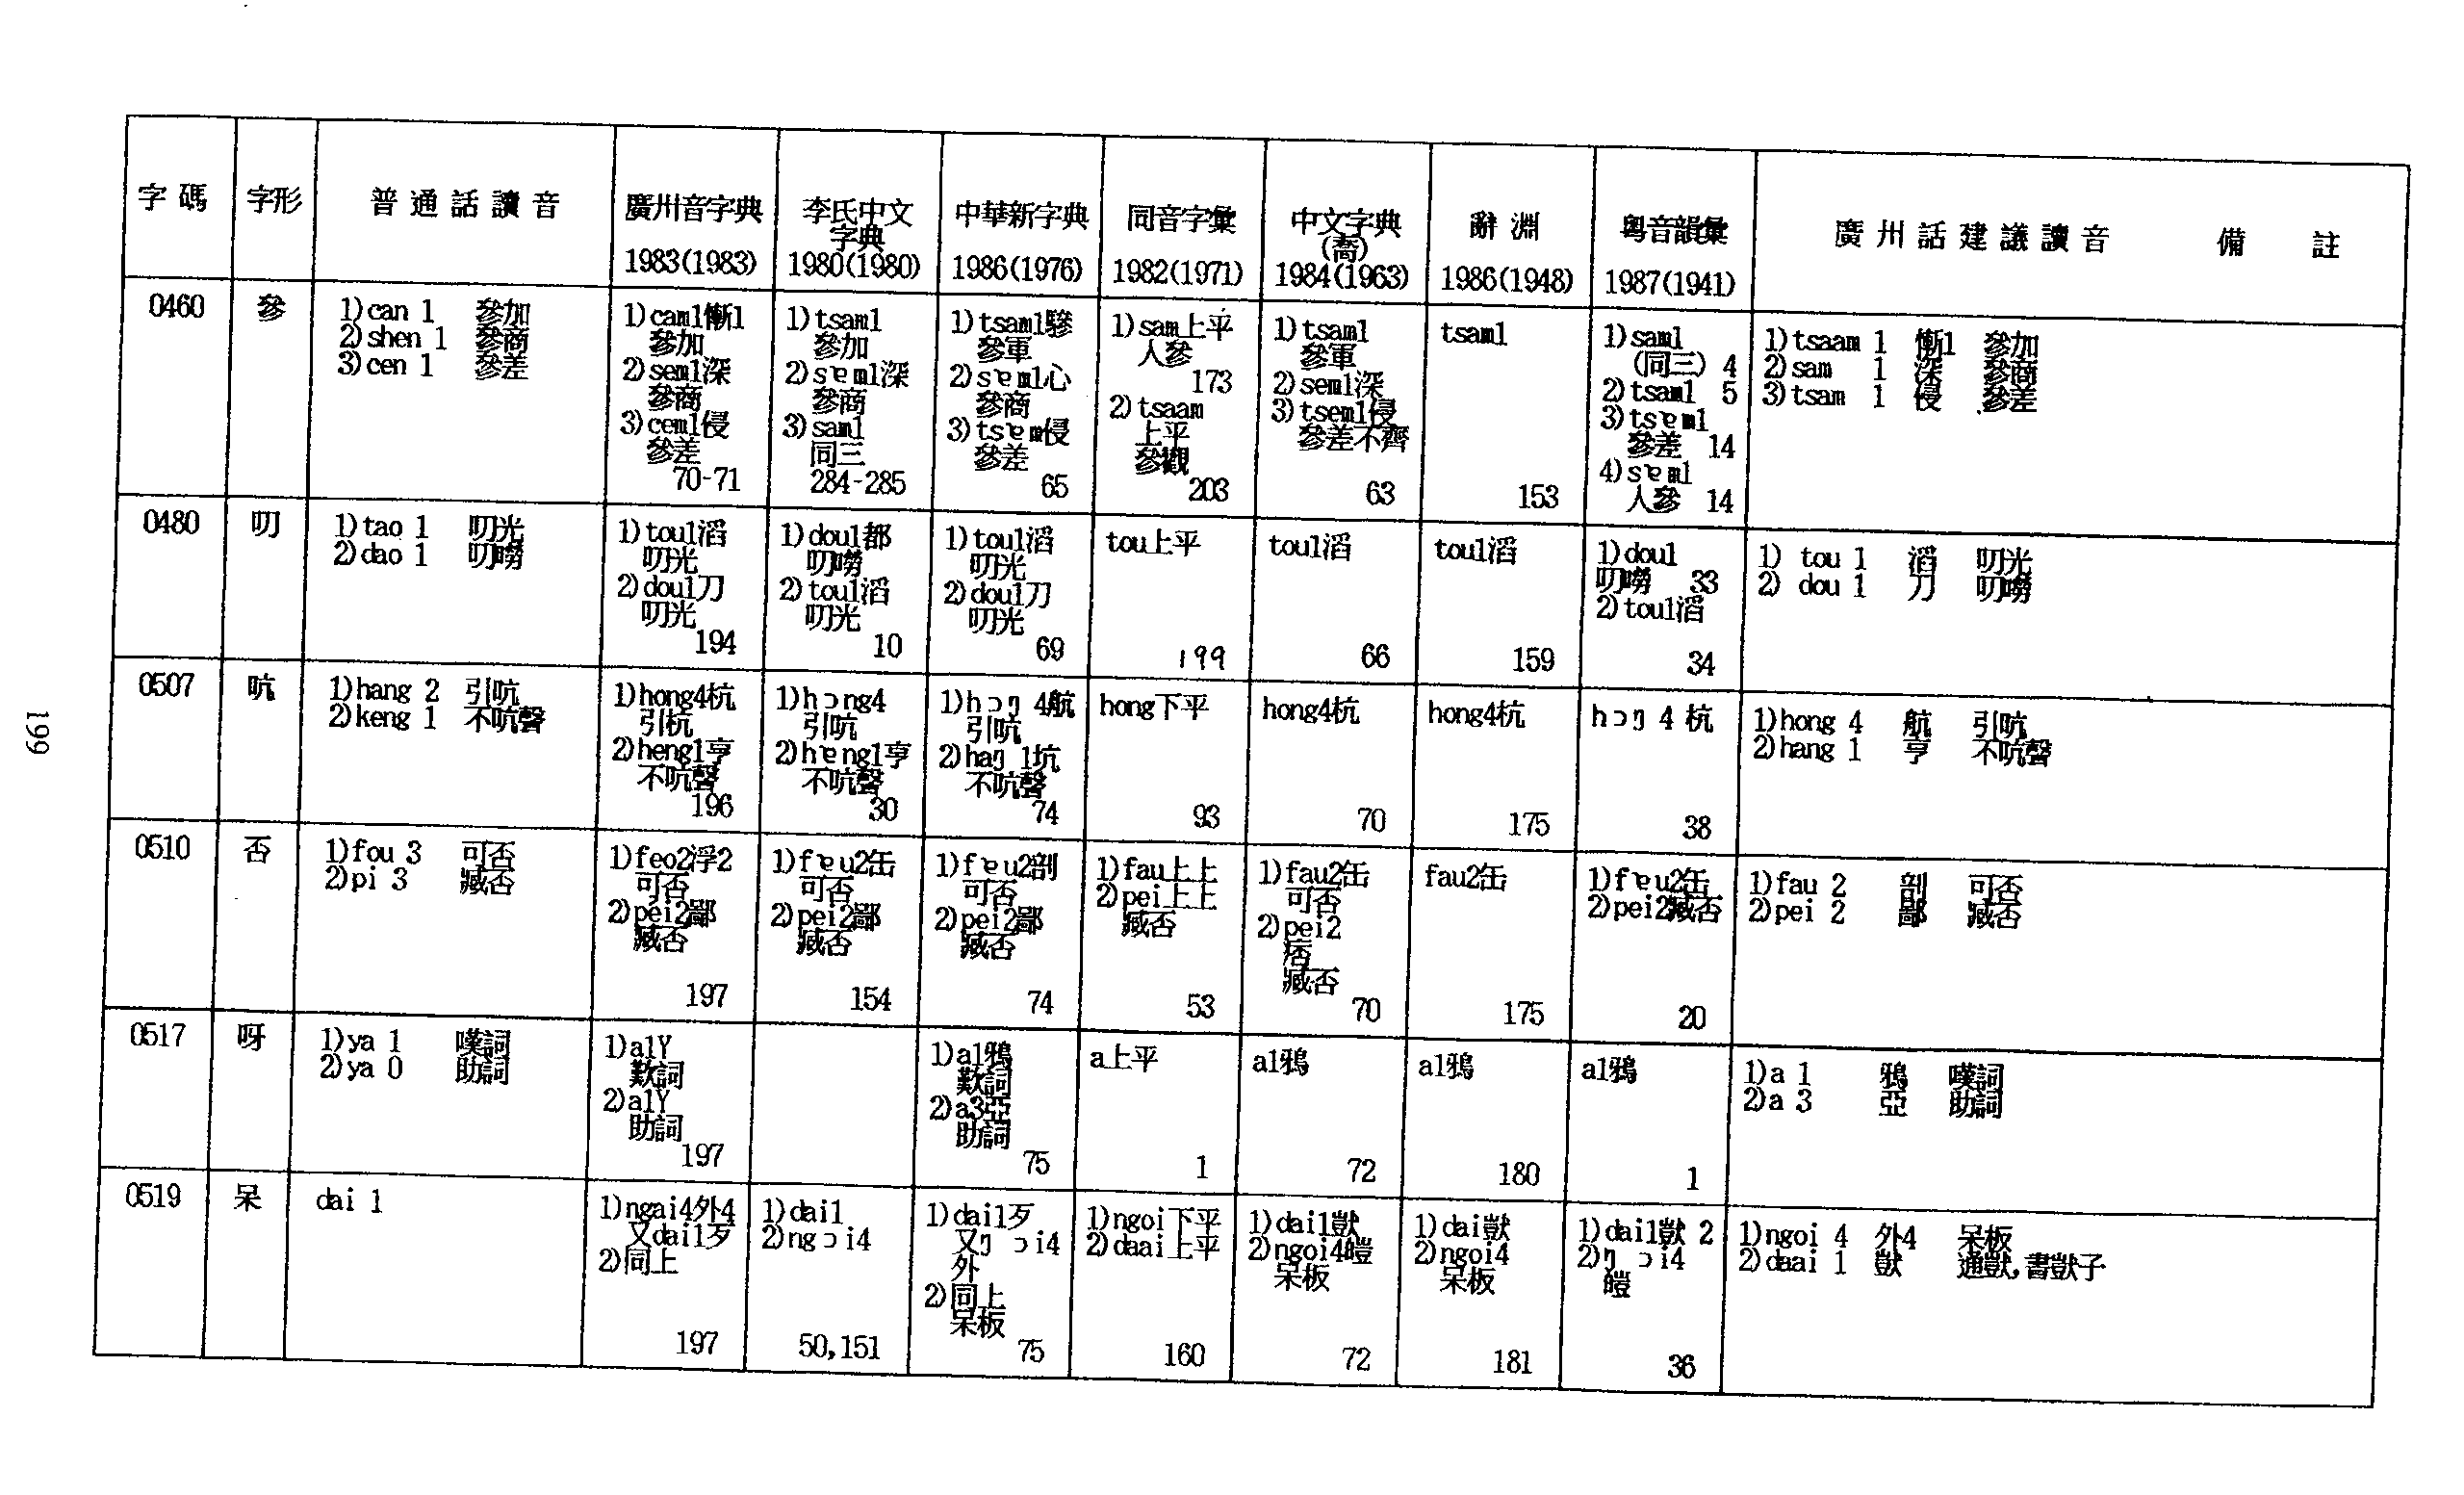 字碼 字形 普通話讀音 廣州音字典 1983(1983) 李氏中文字典 1980(1980) 中華新字典 1986(1976) 同音字彙 1982(1971) 中文字典(喬) 1984(1963) 辭淵 1986(1948) 粵音韻彙 1987(1941) 廣州話建議讀音 備註
0460 參
1)can 1 參加
2)shen 1 參商
3)cen 1 參差
1)cam1慚1
參加
2)sem1深
參商
3)cem1侵
參差
70-71
1)tsam1
參加
2)sɐm1深
參商
3)sam1
同三
284-285
1)tsam1驂
參軍
2)sɐm1心
參商
3)tsɐm侵
參差
65
1)sam上平
人參
173
2)tsaam
上平
參觀
203
1)tsam1
參軍
2)sem1深
3)tsem1侵
參差不齊
63
tsam1
153
1)sam1
(同三) 4
2)tsam1 5
3)tsɐm1
參差 14
4)sɐm1
人參 14
1)tsaam 1 慚1 參加
2)sam 1 深 參商
3)tsam 1 侵 參差
0480 叨
1)tao 1 叨光
2)dao 1 叨嘮
1)tou1滔
叨光
2)dou1刀
叨光
194
1)dou1都
叨嘮
2)tou1滔
叨光
10
1)tou1滔
叨光
2)dou1刀
叨光
69
tou上平
199
tou1滔
66
tou1滔
159
1)dou1
叨嘮 33
2)tou1滔
34
1) tou 1 滔 叨光
2) dou 1 刀 叨嘮
0507 吭
1)hang 2 引吭
2)keng 1 不吭聲
1)hong4杭
引杭
2)heng1亨
不吭聲
196
1)hɔng4
引吭
2)hɐng1亨
不吭聲
30
1)hɔŋ 4航
引吭
2)haŋ 1坑
不吭聲
74
hong下平
93
hong4杭
70
hong4杭
175
hɔŋ 4 杭
38
1)hong 4 航 引吭
2)hang 1 亨 不吭聲
0510 否
1)fou 3 可否
2)pi 3 臧否
1)feo2浮2
可否
2)pei2鄙
臧否
197
1)fɐu2缶
可否
2)pei2鄙
臧否
154
1)fɐu2剖
可否
2)pei2鄙
臧否
74
1)fau上上
2)pei上上
臧否
53
1)fau2缶
可否
2)pei2
痞
臧否
70
fau2缶
175
1)fɐu2缶
2)pei2臧否
20
1)fau 2 剖 可否
2)pei 2 鄙 臧否
0517 呀
1)ya 1 嘆詞
2)ya 0 助詞
1)a1丫
歎詞
2)a1丫
助詞
197
1)a1鴉
歎詞
2)a3亞
助詞
75
a上平
1
a1鴉
72
a1鴉
180
a1鴉
1
1)a 1 鴉 嘆詞
2)a 3 亞 助詞
0519 呆
dai 1
1)ngai4外4
又dai1歹
2)同上
197
1)dai1
2)ngɔi4
50,151
1)dai1歹
又ŋɔi4
外
2)同上
呆板
75
1)ngoi下平
2)daai上平
160
1)dai1獃
2)ngoi4皚
呆板
72
1)dai獃
2)ngoi4
呆板
181
1)dai1獃 2
2)ŋɔi4
皚
36
1)ngoi 4 外4 呆板
2)daai 1 獃 通獃,書獃子
199